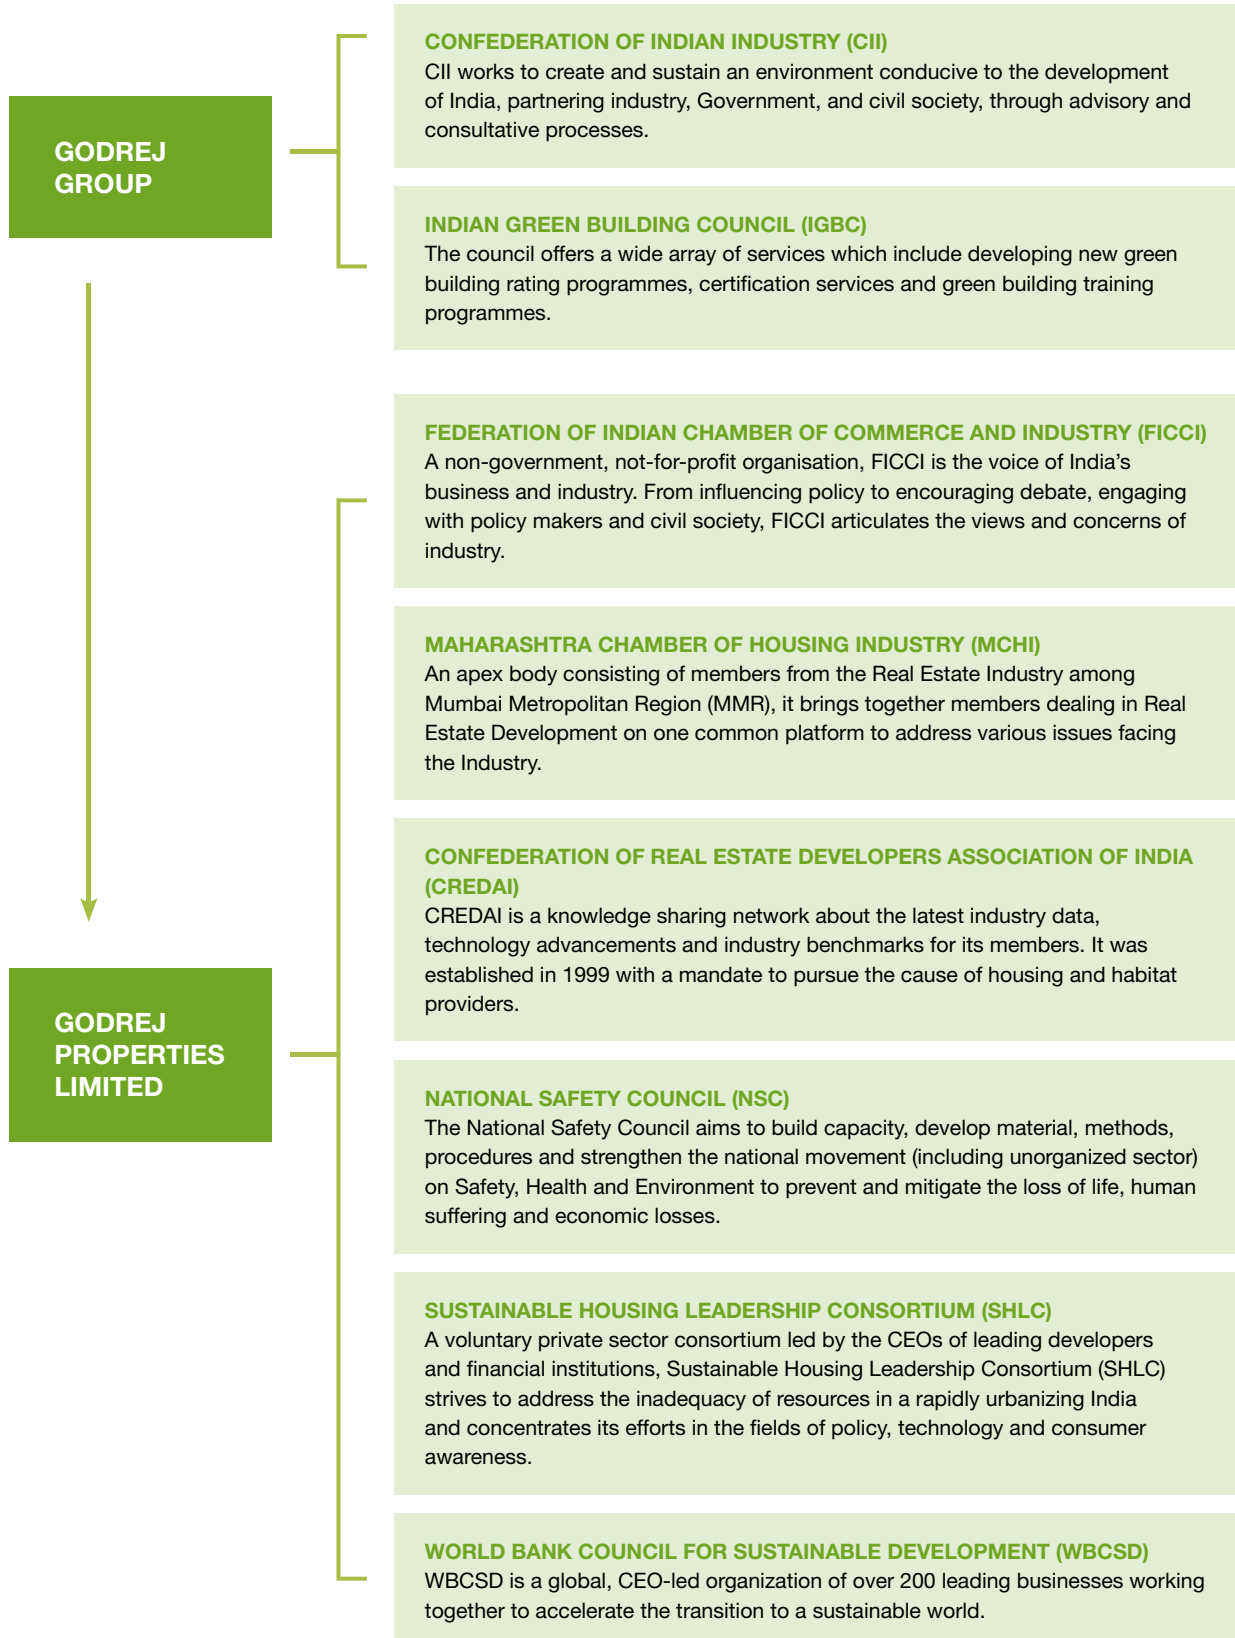 GODREJ
GROUP
CONFEDERATION OF INDIAN INDUSTRY (CII)
CII works to create and sustain an environment conducive to the development
of India, partnering industry, Government, and civil society, through advisory and
consultative processes.
INDIAN GREEN BUILDING COUNCIL (IGBC)
The council offers a wide array of services which include developing new green
building rating programmes, certification services and green building training
programmes.
GODREJ
PROPERTIES
LIMITED
FEDERATION OF INDIAN CHAMBER OF COMMERCE AND INDUSTRY (FICCI)
A non-government, not-for-profit organisation, FICCI is the voice of India’s
business and industry. From influencing policy to encouraging debate, engaging
with policy makers and civil society, FICCI articulates the views and concerns of
industry.
MAHARASHTRA CHAMBER OF HOUSING INDUSTRY (MCHI)
An apex body consisting of members from the Real Estate Industry among
Mumbai Metropolitan Region (MMR), it brings together members dealing in Real
Estate Development on one common platform to address various issues facing
the Industry.
CONFEDERATION OF REAL ESTATE DEVELOPERS ASSOCIATION OF INDIA
(CREDAI)
CREDAI is a knowledge sharing network about the latest industry data,
technology advancements and industry benchmarks for its members. It was
established in 1999 with a mandate to pursue the cause of housing and habitat
providers.
NATIONAL SAFETY COUNCIL (NSC)
The National Safety Council aims to build capacity, develop material, methods,
procedures and strengthen the national movement (including unorganized sector)
on Safety, Health and Environment to prevent and mitigate the loss of life, human
suffering and economic losses.
SUSTAINABLE HOUSING LEADERSHIP CONSORTIUM (SHLC)
A voluntary private sector consortium led by the CEOs of leading developers
and financial institutions, Sustainable Housing Leadership Consortium (SHLC)
strives to address the inadequacy of resources in a rapidly urbanizing India
and concentrates its efforts in the fields of policy, technology and consumer
awareness.
WORLD BANK COUNCIL FOR SUSTAINABLE DEVELOPMENT (WBCSD)
WBCSD is a global, CEO-led organization of over 200 leading businesses working
together to accelerate the transition to a sustainable world.